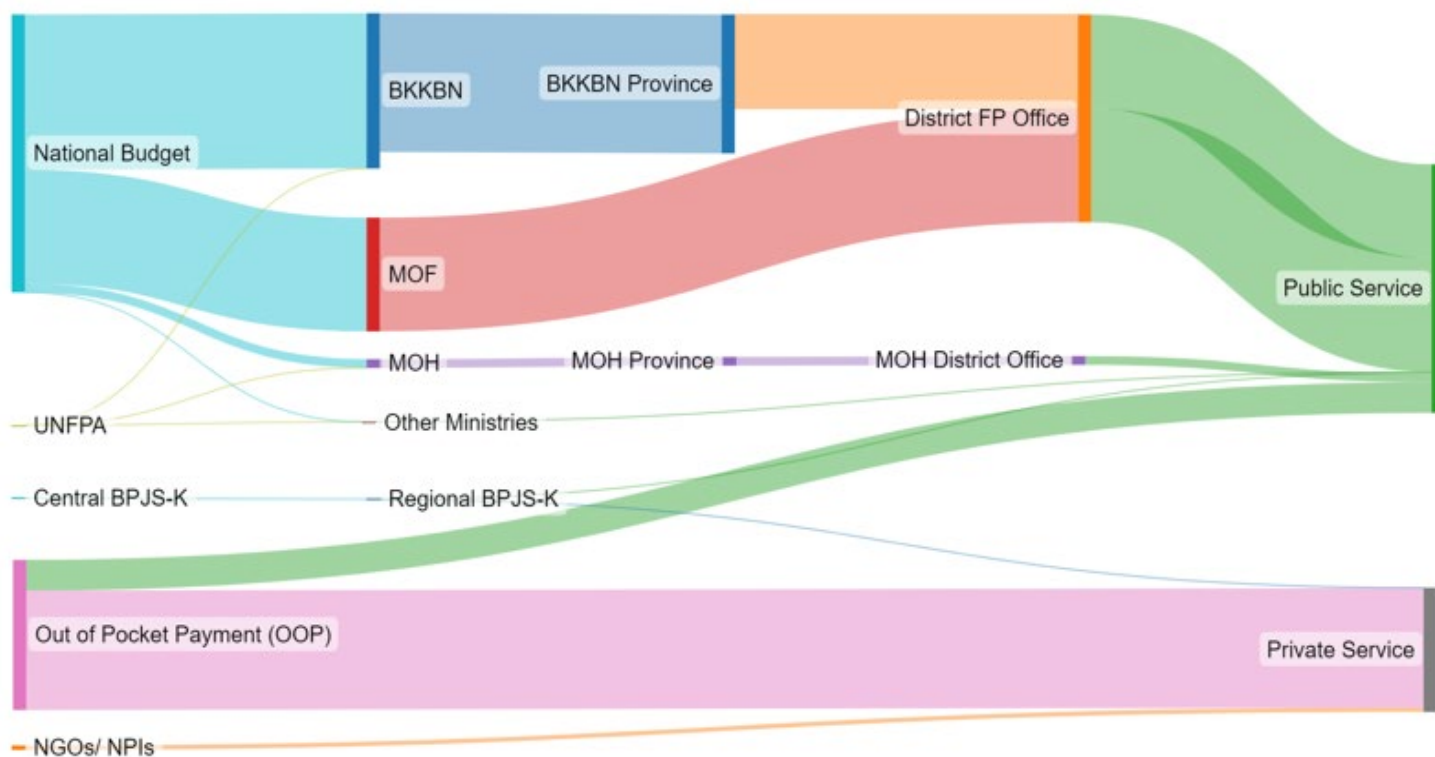 BKKBN
BKKBN Province
District FP Office
National Budget
MOF
Public Service
MOH
MOH Province
MOH District Office
UNFPA
Other Ministries
Central BPJS-K
Regional BPJS-K
Out of Pocket Payment (OOP)
Private Service
NGOs/ NPIs